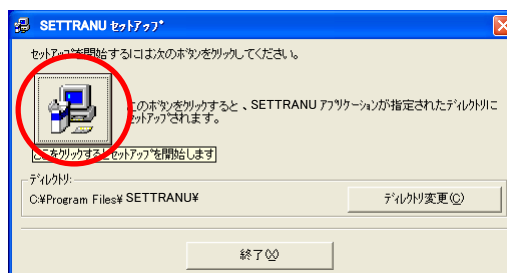 SETTRANU ｾｯﾄｱｯﾌﾟ
ｾｯﾄｱｯﾌﾟを開始するには次のﾎﾞﾀﾝをｸﾘｯｸしてください。
このﾎﾞﾀﾝをｸﾘｯｸすると、SETTRANU ｱﾌﾟﾘｹｰｼｮﾝが指定されたﾃﾞｨﾚｸﾄﾘに
ｾｯﾄｱｯﾌﾟされます。
ここをｸﾘｯｸするとｾｯﾄｱｯﾌﾟを開始します
ﾃﾞｨﾚｸﾄﾘ:
C:¥Program Files¥ SETTRANU¥
ﾃﾞｨﾚｸﾄﾘ変更(C)
終了(X)